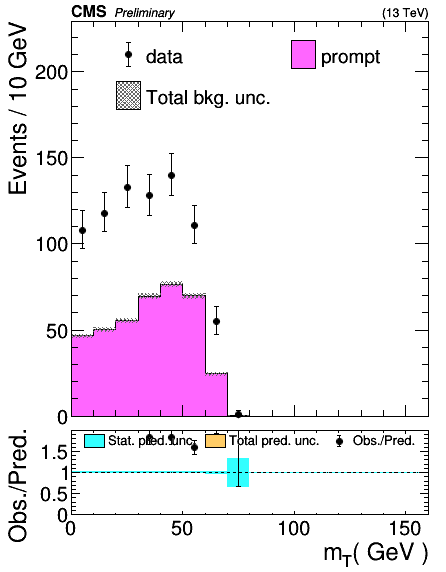 CMS Preliminary (13 TeV)
Events / 10 GeV
data
prompt
Total bkg. unc.
200
150
100
50
0
Obs./Pred.
Stat. pred. unc.
Total pred. unc.
Obs./Pred.
1.5
1
0.5
0
0 50 100 150
m_T( GeV )